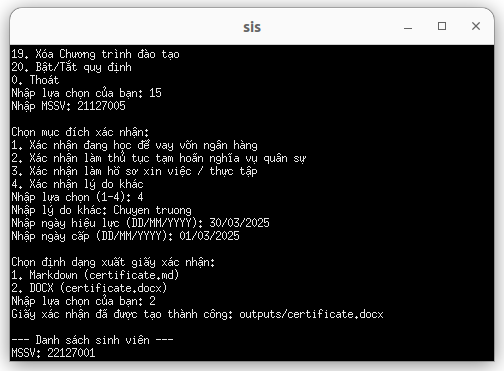 sis
19. Xóa Chương trình đào tạo
20. Bật/Tắt quy định
0. Thoát
Nhập lựa chọn của bạn: 15
Nhập MSSV: 21127005
Chọn mục đích xác nhận:
1. Xác nhận đang học để vay vốn ngân hàng
2. Xác nhận làm thủ tục tạm hoãn nghĩa vụ quân sự
3. Xác nhận làm hồ sơ xin việc / thực tập
4. Xác nhận lý do khác
Nhập lựa chọn (1-4): 4
Nhập lý do khác: Chuyen truong
Nhập ngày hiệu lực (DD/MM/YYYY): 30/03/2025
Nhập ngày cấp (DD/MM/YYYY): 01/03/2025
Chọn định dạng xuất giấy xác nhận:
1. Markdown (certificate.md)
2. DOCX (certificate.docx)
Nhập lựa chọn của bạn: 2
Giấy xác nhận đã được tạo thành công: outputs/certificate.docx
--- Danh sách sinh viên ---
MSSV: 22127001